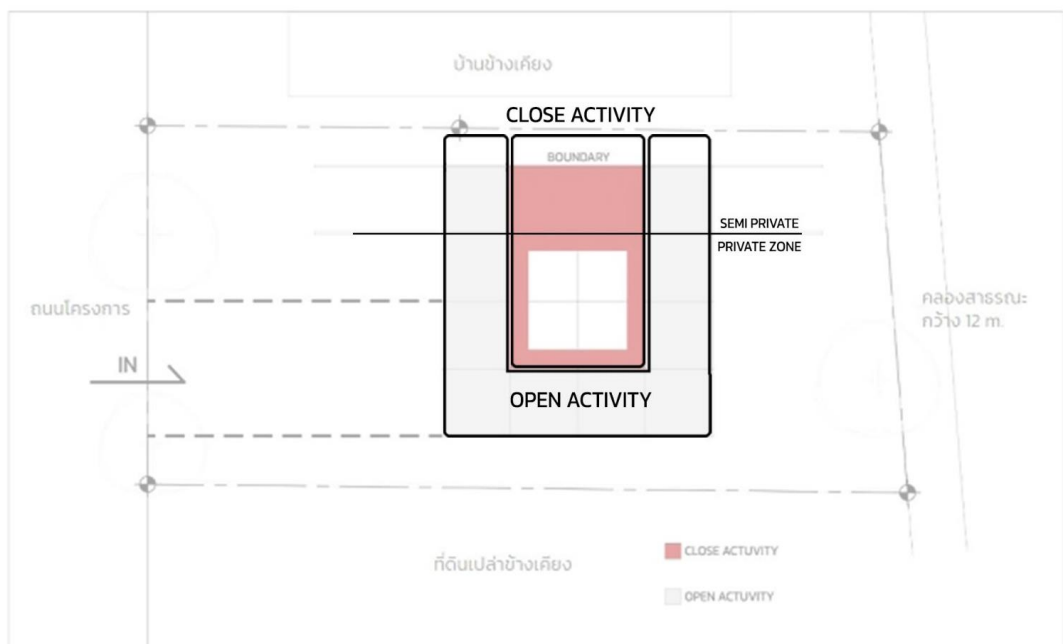 บ้านข้างเคียง
CLOSE ACTIVITY
BOUNDARY
SEMI PRIVATE
PRIVATE ZONE
ถนนโครงการ
คลองสาธารณะ
กว้าง 12 m.
IN
OPEN ACTIVITY
ที่ดินเปล่าข้างเคียง
CLOSE ACTUVITY
OPEN ACTUVITY